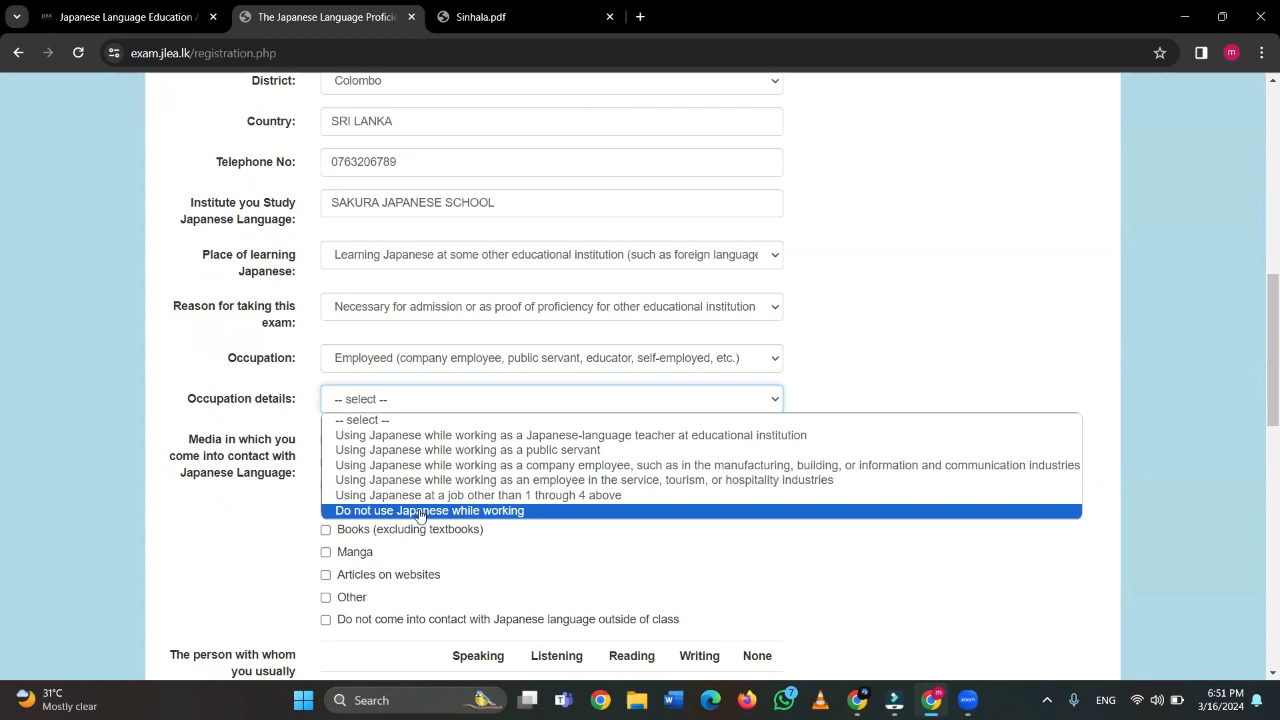 Japanese Language Education A
The Japanese Language Proficie
Sinhala.pdf
exam.jlea.lk/registration.php
m
District:
Colombo
Country:
SRI LANKA
Telephone No:
0763206789
Institute you Study
Japanese Language:
SAKURA JAPANESE SCHOOL
Place of learning
Japanese:
Learning Japanese at some other educational institution (such as foreign language
Reason for taking this
exam:
Necessary for admission or as proof of proficiency for other educational institution
Occupation:
Employeed (company employee, public servant, educator, self-employed, etc.)
Occupation details:
-- select --
-- select --
Using Japanese while working as a Japanese-language teacher at educational institution
Using Japanese while working as a public servant
Using Japanese while working as a company employee, such as in the manufacturing, building, or information and communication industries
Using Japanese while working as an employee in the service, tourism, or hospitality industries
Using Japanese at a job other than 1 through 4 above
Do not use Japanese while working
Media in which you
come into contact with
Japanese Language:
Books (excluding textbooks)
Manga
Articles on websites
Other
Do not come into contact with Japanese language outside of class
The person with whom
you usually
Speaking Listening Reading Writing None
31°C
Mostly clear
Search
7
m
zoom
ENG
6:51 PM
3/16/2024